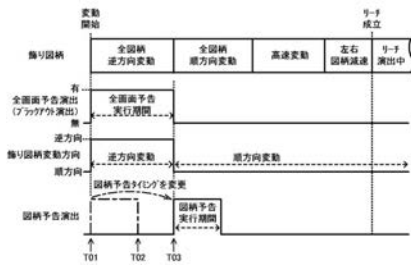 変動
開始
リーチ
成立
飾り図柄
全図柄
逆方向変動
全図柄
順方向変動
高速変動
左右
図柄減速
リーチ
演出中
有
全画面予告演出
(ブラックアウト演出)
無
全画面予告
実行期間
逆方向
飾り図柄変動方向
順方向
逆方向変動
順方向変動
図柄予告タイミングを変更
図柄予告演出
図柄予告
実行期間
T01
T02
T03